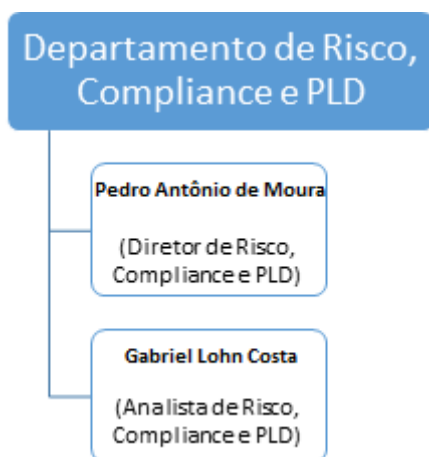 Departamento de Risco,
Compliance e PLD
Pedro Antônio de Moura
(Diretor de Risco,
Compliance e PLD)
Gabriel Lohn Costa
(Analista de Risco,
Compliance e PLD)